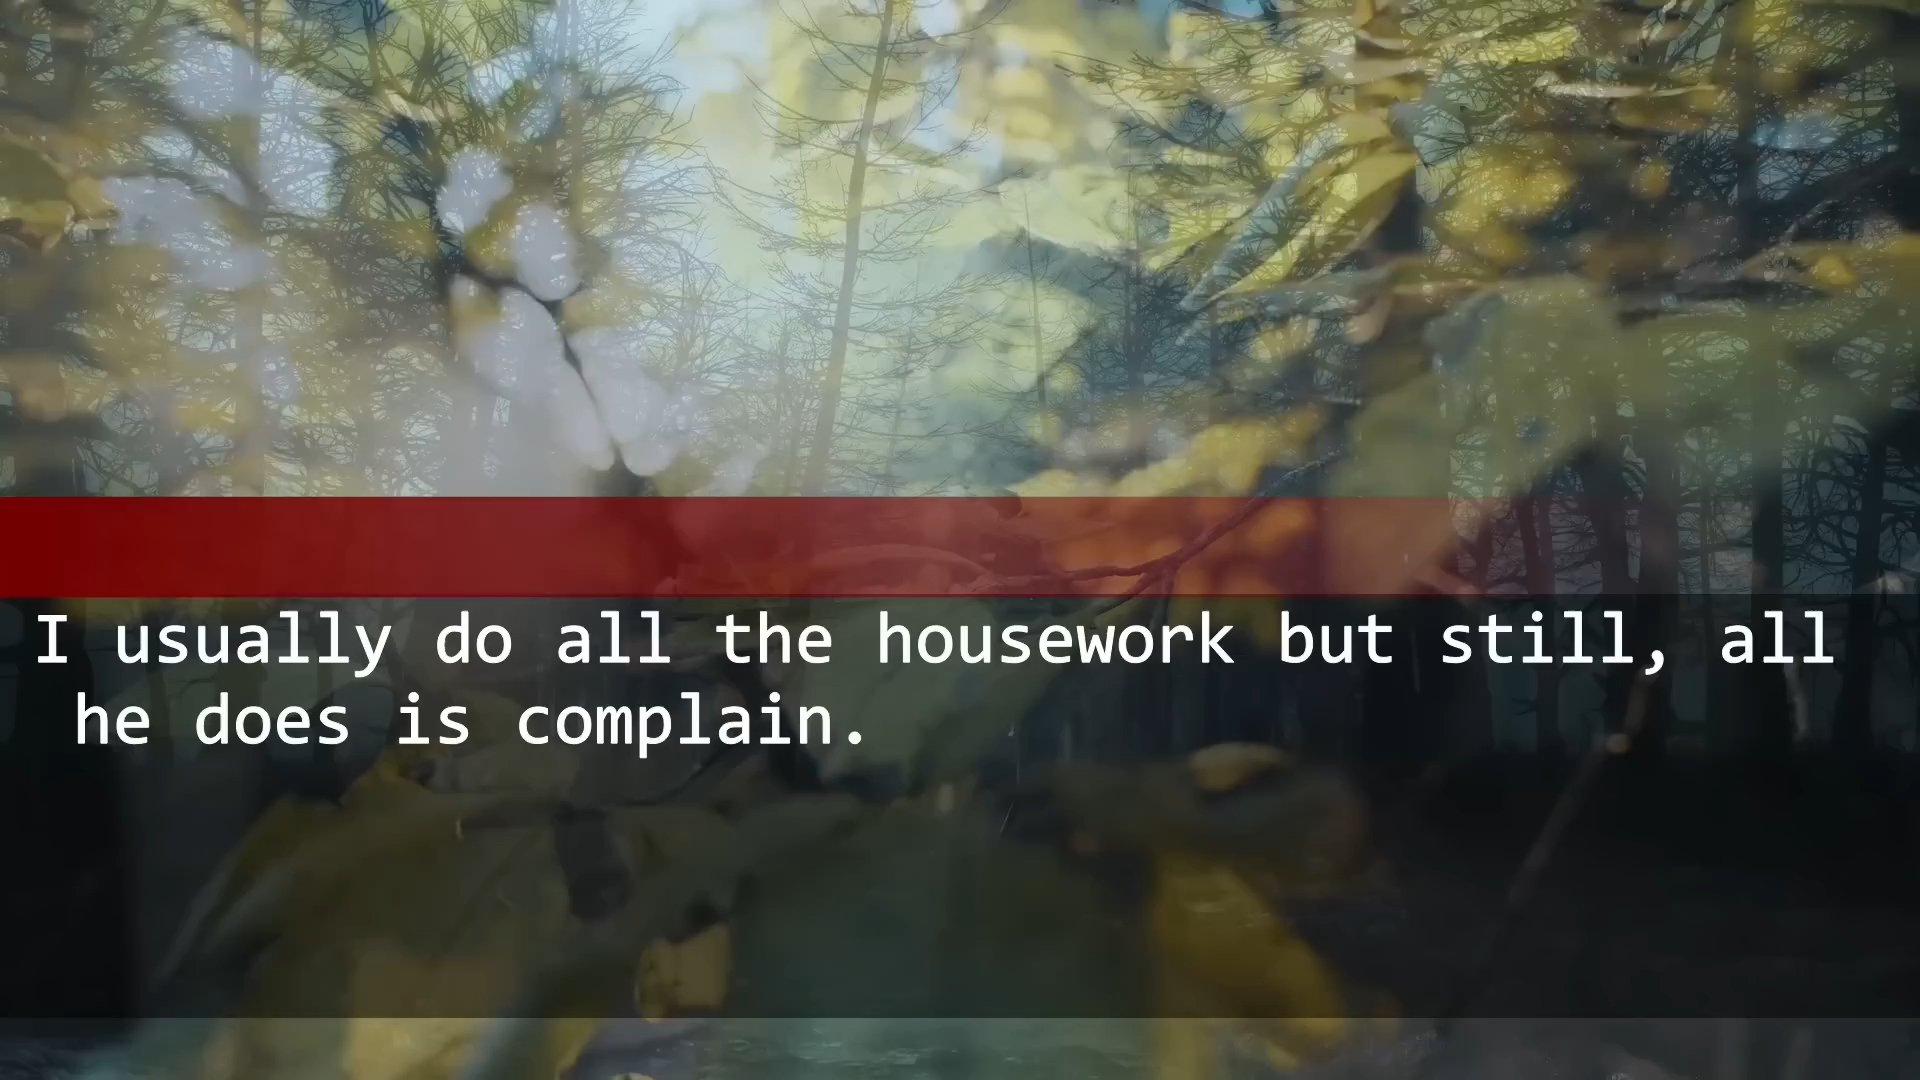 I usually do all the housework but still, all
he does is complain.